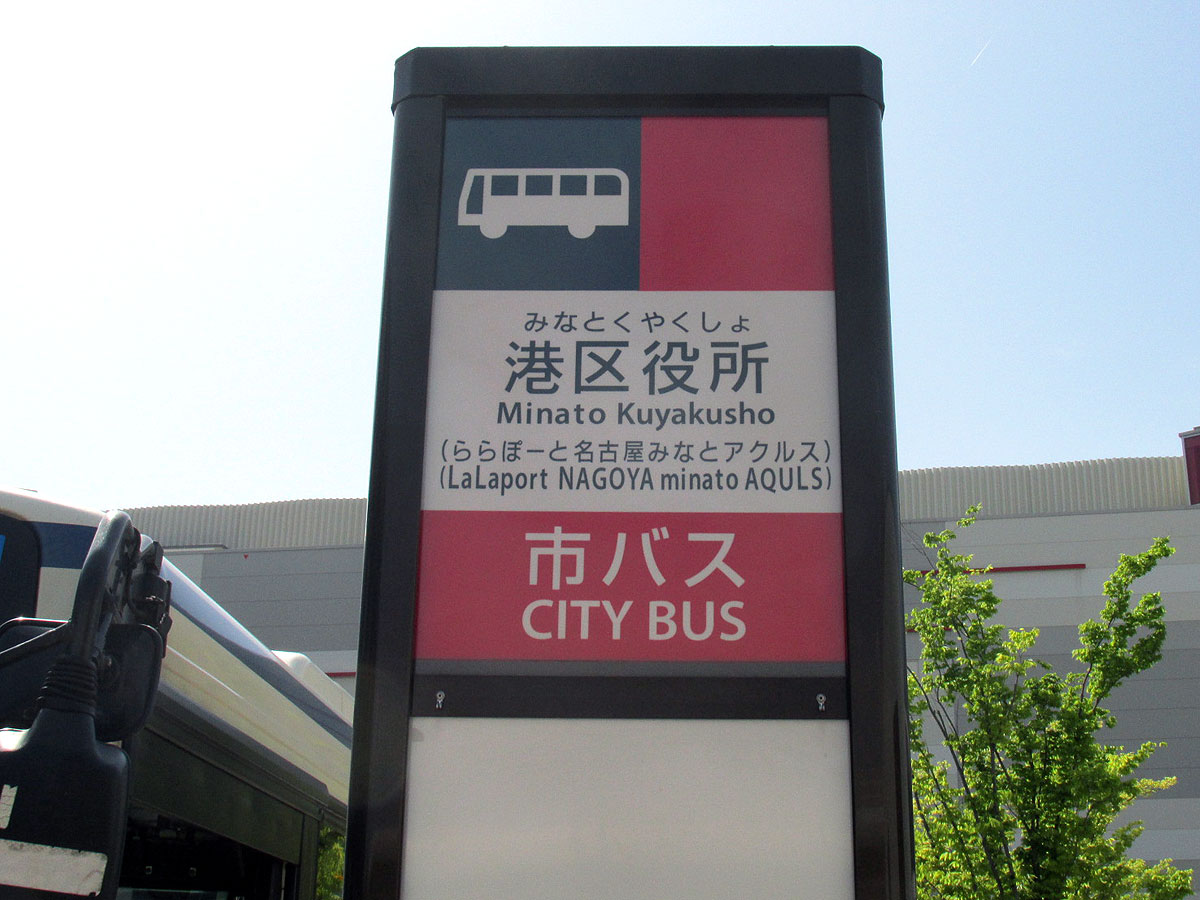 みなとくやくしょ
港区役所
Minato Kuyakusho
(ららぽーと名古屋みなとアクルス)
(LaLaport NAGOYA minato AQULS)
市バス
CITY BUS